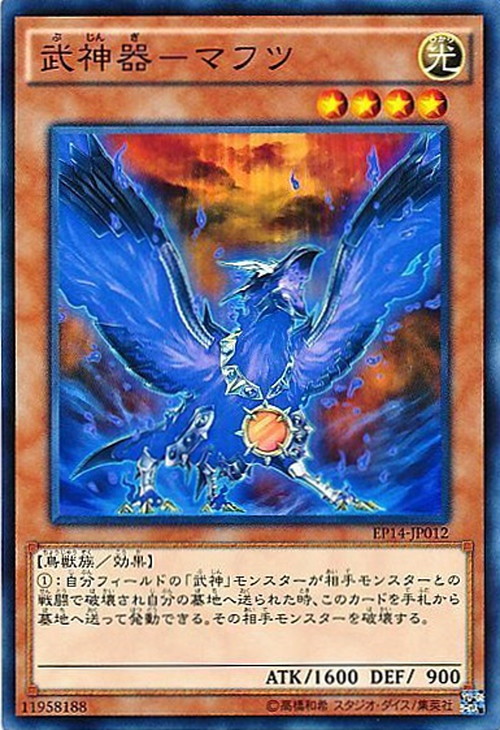 武神器－マフツ
光
EP14-JP012
【鳥獣族／効果】
①：自分フィールドの「武神」モンスターが相手モンスターとの
戦闘で破壊され自分の墓地へ送られた時、このカードを手札から
墓地へ送って発動できる。その相手モンスターを破壊する。
ATK/1600 DEF/ 900
11958188
©高橋和希 スタジオ・ダイス/集英社